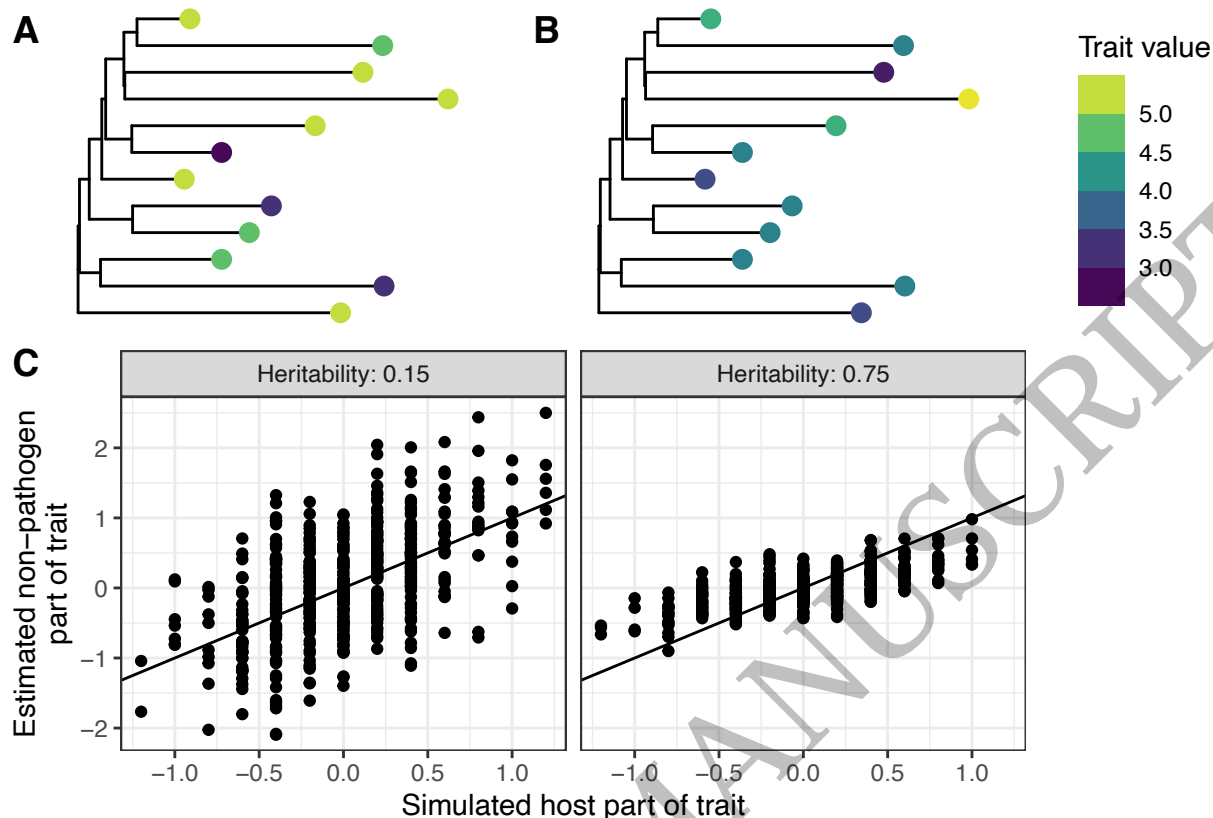 A
B
Trait value
5.0
4.5
4.0
3.5
3.0
C
Heritability: 0.15
Heritability: 0.75
Estimated non−pathogen
part of trait
2
1
0
−1
−2
−1.0 −0.5 0.0 0.5 1.0
−1.0 −0.5 0.0 0.5 1.0
Simulated host part of trait
MANUSCRIPT